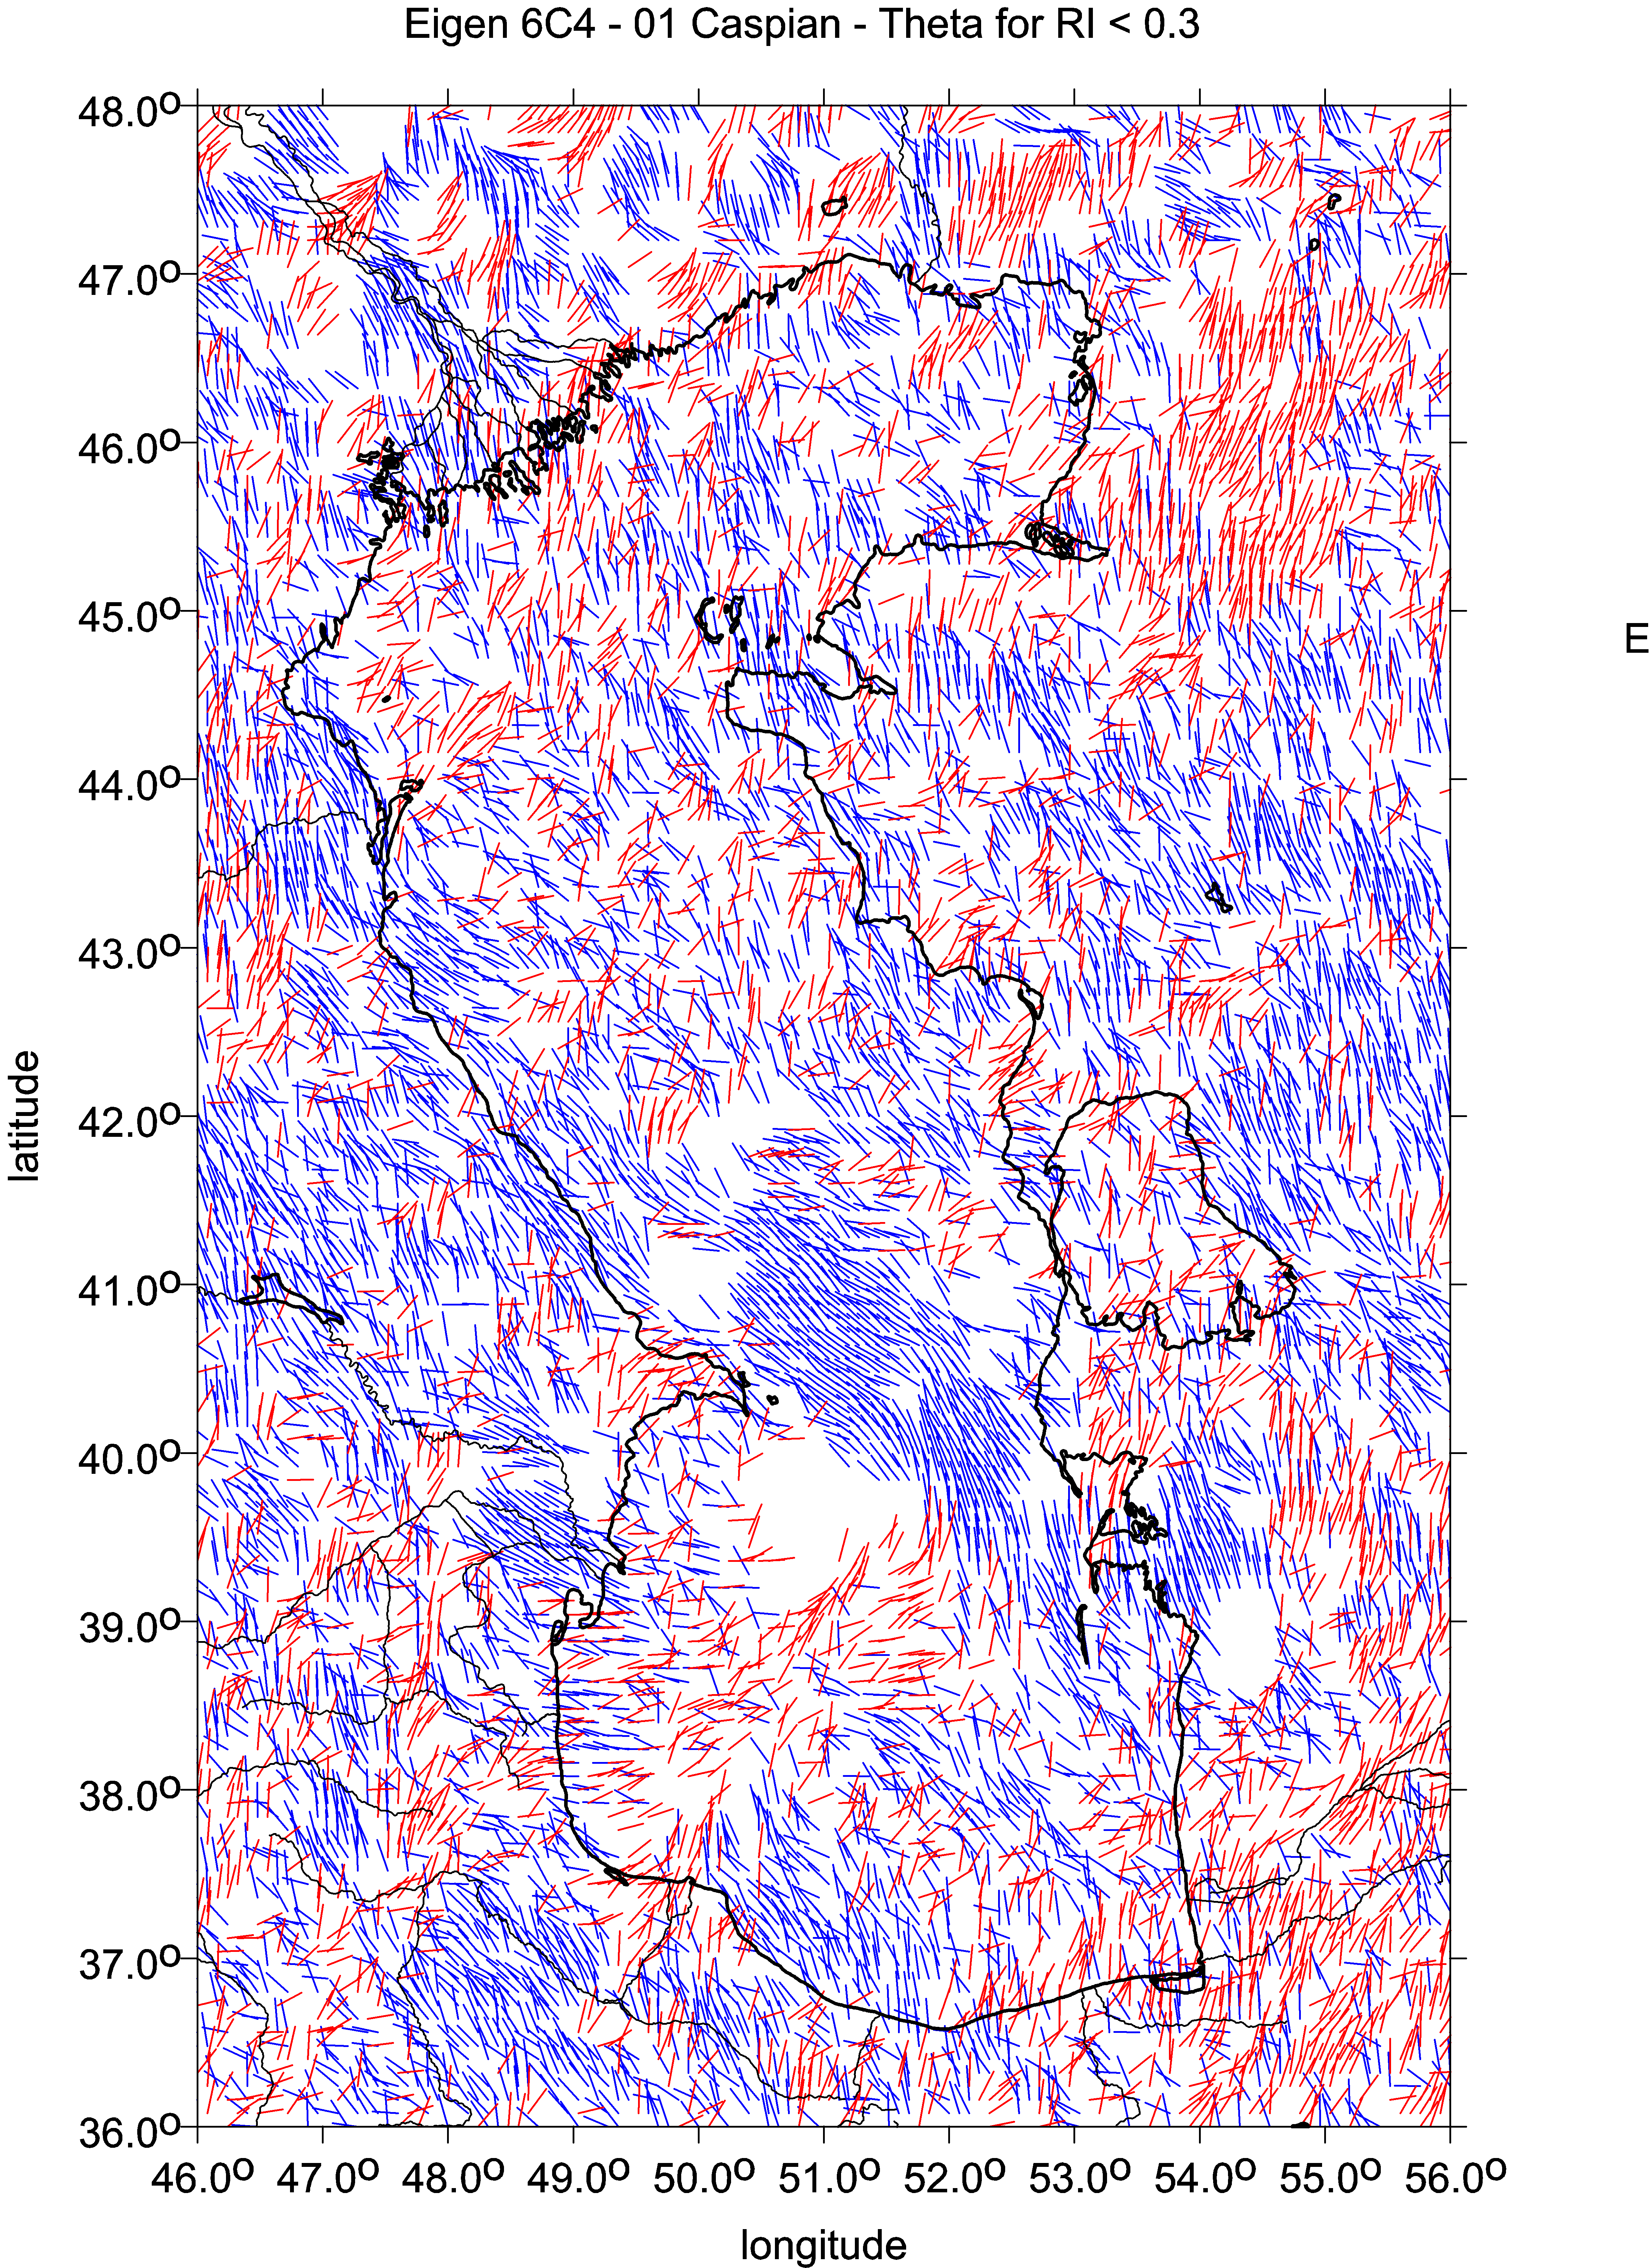 Eigen 6C4 - 01 Caspian - Theta for RI < 0.3
48.0o
47.0o
46.0o
45.0o
E
44.0o
43.0o
latitude
42.0o
41.0o
40.0o
39.0o
38.0o
37.0o
36.0o
46.0o 47.0o 48.0o 49.0o 50.0o 51.0o 52.0o 53.0o 54.0o 55.0o 56.0o
longitude